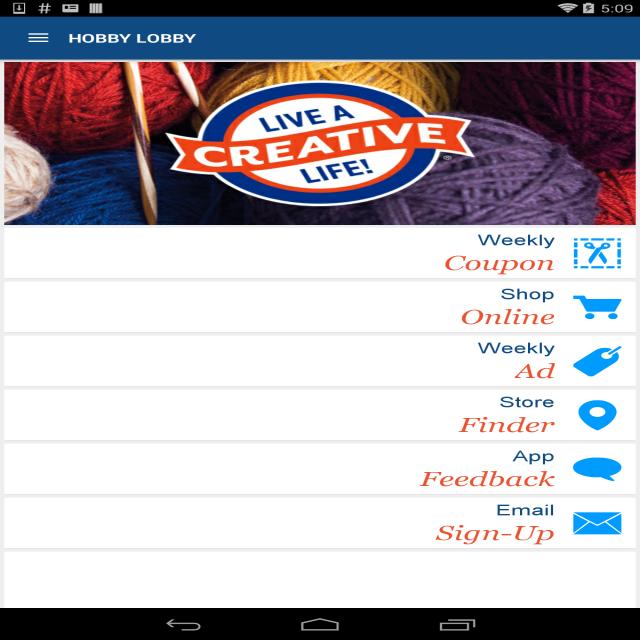 5:09
HOBBY LOBBY
LIVE A
CREATIVE
LIFE!
®
Weekly
Coupon
Shop
Online
Weekly
Ad
Store
Finder
App
Feedback
Email
Sign-Up